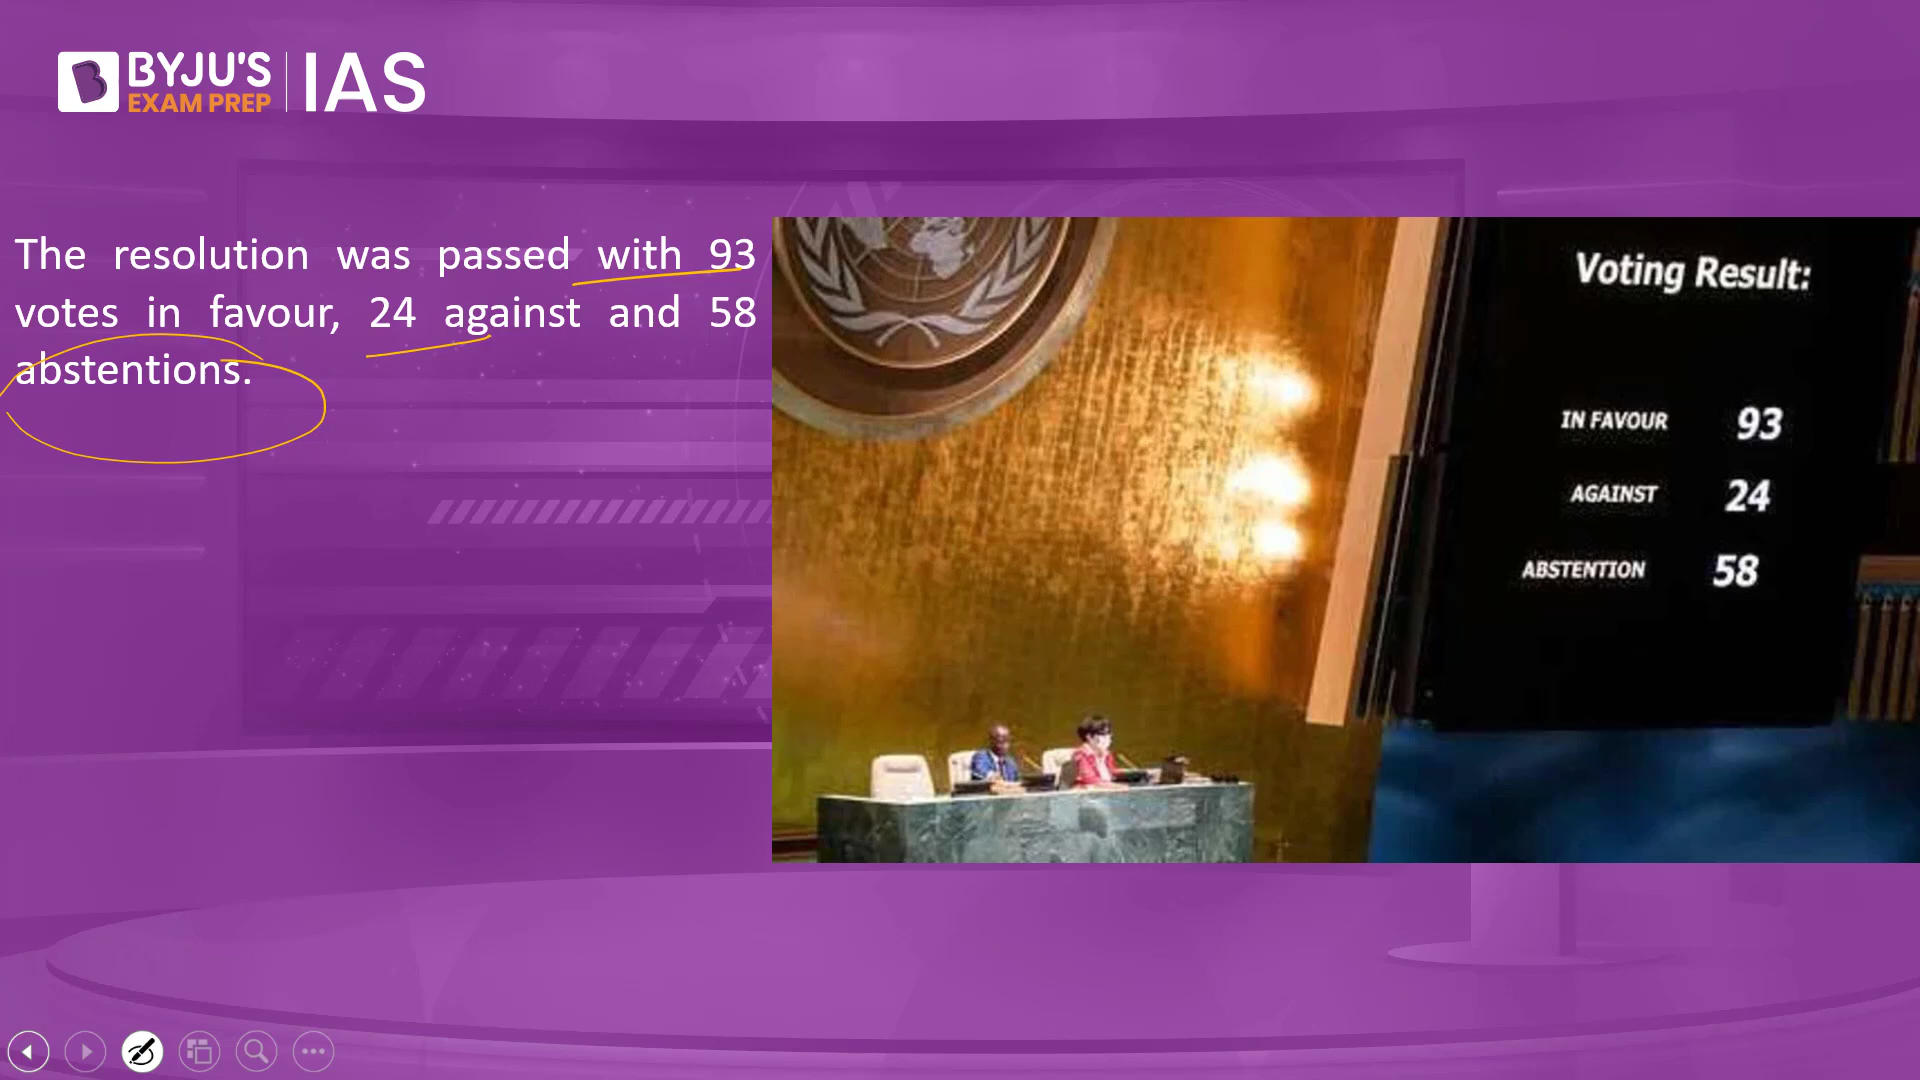 BYJU'S
EXAM PREP
IAS
The resolution was passed with 93
votes in favour, 24 against and 58
abstentions.
Voting Result:
IN FAVOUR 93
AGAINST 24
ABSTENTION 58